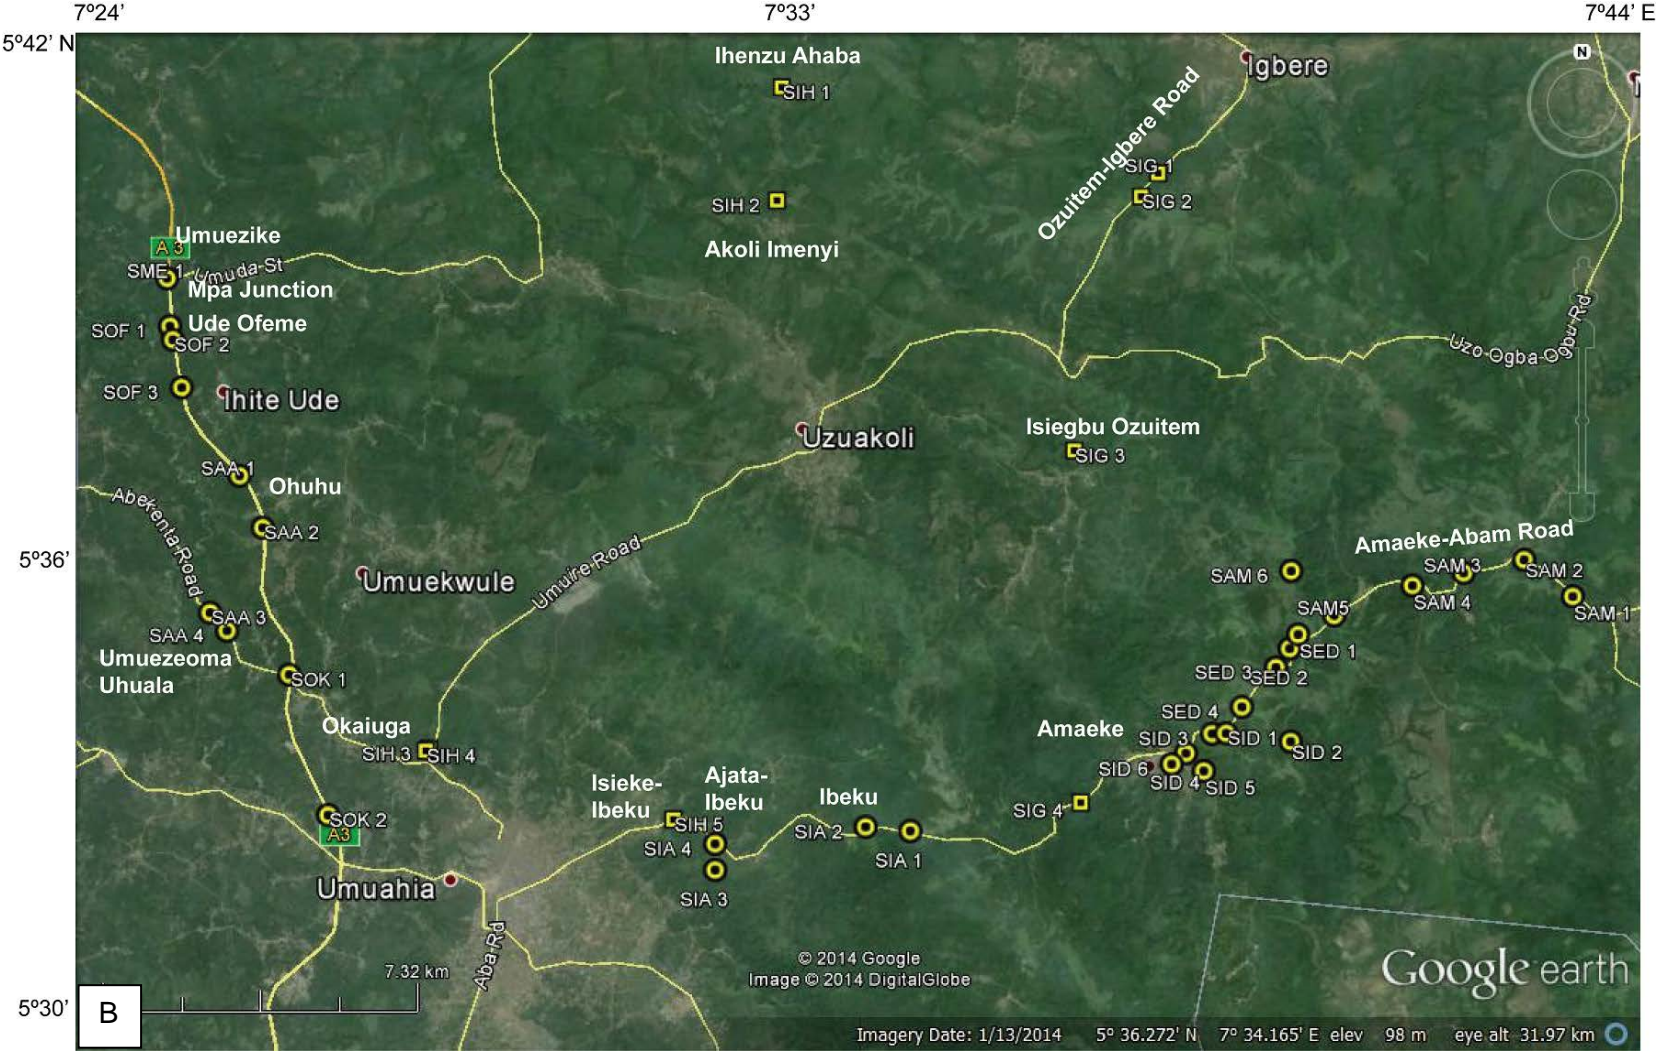 7º24’
7º33’
7º44’ E
5º42’ N
Ihenzu Ahaba
SIH 1
Igbere
N
Ozuitem-Igbere Road
SIG 1
SIG 2
SIH 2
Akoli Imenyi
Umuezike
A 3
SME 1
Umuda St
Mpa Junction
SOF 1
Ude Ofeme
SOF 2
Uzo Ogba-Ogbu Rd
SOF 3
Ihite Ude
Uzuakoli
Isiegbu Ozuitem
SIG 3
SAA 1
Ohuhu
Abekenta Road
SAA 2
5º36’
Umuekwule
Umuire Road
Amaeke-Abam Road
SAM 6
SAM 3
SAM 2
SAM 4
SAM 1
SAM5
SAA 3
SAA 4
Umuezeoma
Uhuala
SOK 1
SED 1
SED 3
SED 2
SED 4
Okaiuga
SIH 3
SIH 4
Amaeke
SID 3
SID 1
SID 2
SID 6
SID 4
SID 5
Isieke-
Ibeku
Ajata-
Ibeku
Ibeku
SIG 4
SIH 5
SIA 4
SIA 2
SIA 1
SIA 3
SOK 2
A3
Umuahia
Aba Rd
7.32 km
© 2014 Google
Image © 2014 DigitalGlobe
Google earth
5º30’
B
Imagery Date: 1/13/2014 5º 36.272' N 7º 34.165' E elev 98 m eye alt 31.97 km